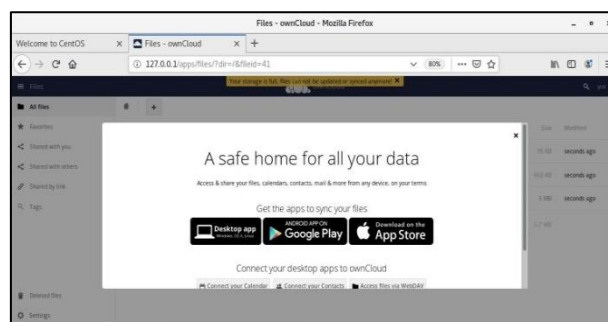 Files - ownCloud - Mozilla Firefox
Welcome to CentOS
Files - ownCloud
127.0.0.1/apps/files/?dir=/&fileid=41
80%
Your storage is full, files can not be updated or synced anymore!
Files
All files
Favorites
Shared with you
Shared with others
Shared by link
Tags
Size Modified
seconds ago
seconds ago
seconds ago
A safe home for all your data
Access & share your files, calendars, contacts, mail & more from any device, on your terms
Get the apps to sync your files
Desktop app
Windows, OS X, Linux
ANDROID APP ON
Google Play
Download on the
App Store
Connect your desktop apps to ownCloud
Connect your Calendar
Connect your Contacts
Access files via WebDAV
Deleted files
Settings